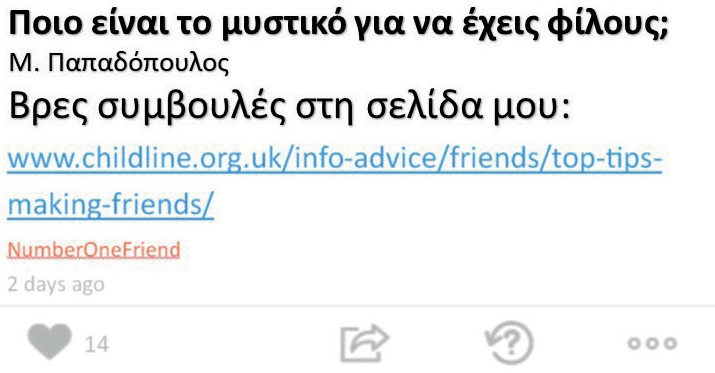 Ποιο είναι το μυστικό για να έχεις φίλους;
Μ. Παπαδόπουλος
Βρες συμβουλές στη σελίδα μου:
www.childline.org.uk/info-advice/friends/top-tips-
making-friends/
NumberOneFriend
2 days ago
14